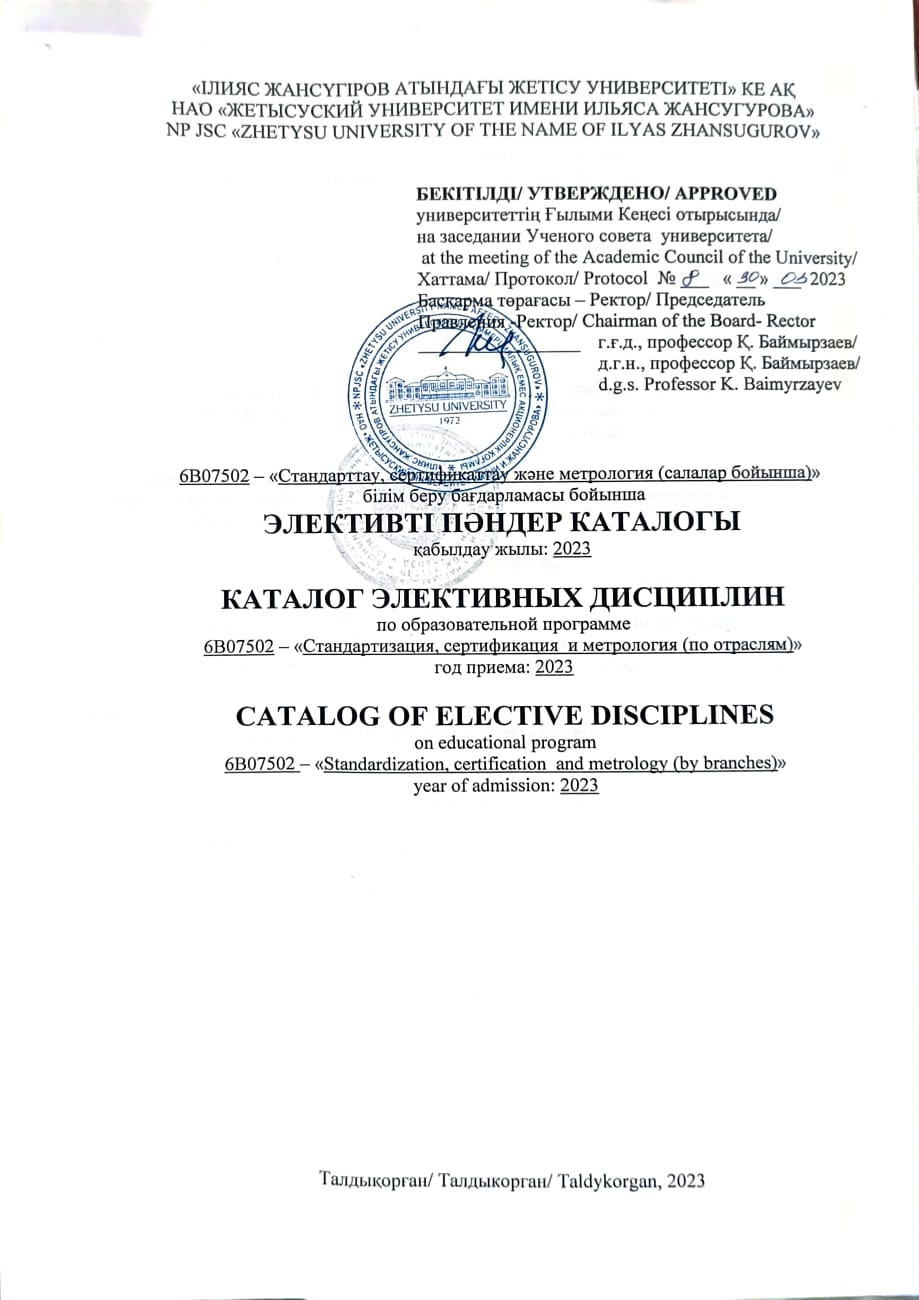 «ІЛИЯС ЖАНСҮГІРОВ АТЫНДАҒЫ ЖЕТІСУ УНИВЕРСИТЕТІ» КЕ АҚ
НАО «ЖЕТЫСУСКИЙ УНИВЕРСИТЕТ ИМЕНИ ИЛЬЯСА ЖАНСУГУРОВА»
NP JSC «ZHETYSU UNIVERSITY OF THE NAME OF ILYAS ZHANSUGUROV»
БЕКІТІЛДІ/ УТВЕРЖДЕНО/ APPROVED
университеттің Ғылыми Кеңесі отырысында/
на заседании Ученого совета университета/
at the meeting of the Academic Council of the University/
Хаттама/ Протокол/ Protocol № 8 « 30 » 03 2023
Басқарма төрағасы – Ректор/ Председатель
Правления -Ректор/ Chairman of the Board- Rector
г.ғ.д., профессор Қ. Баймырзаев/
д.г.н., профессор Қ. Баймырзаев/
d.g.s. Professor K. Baimyrzayev
ZHETYSU UNIVERSITY
1972
6B07502 – «Стандарттау, сертификаттау және метрология (салалар бойынша)»
білім беру бағдарламасы бойынша
ЭЛЕКТИВТІ ПӘНДЕР КАТАЛОГЫ
қабылдау жылы: 2023
КАТАЛОГ ЭЛЕКТИВНЫХ ДИСЦИПЛИН
по образовательной программе
6B07502 – «Стандартизация, сертификация и метрология (по отраслям)»
год приема: 2023
CATALOG OF ELECTIVE DISCIPLINES
on educational program
6B07502 – «Standardization, certification and metrology (by branches)»
year of admission: 2023
Талдықорған/ Талдыкорган/ Taldykorgan, 2023